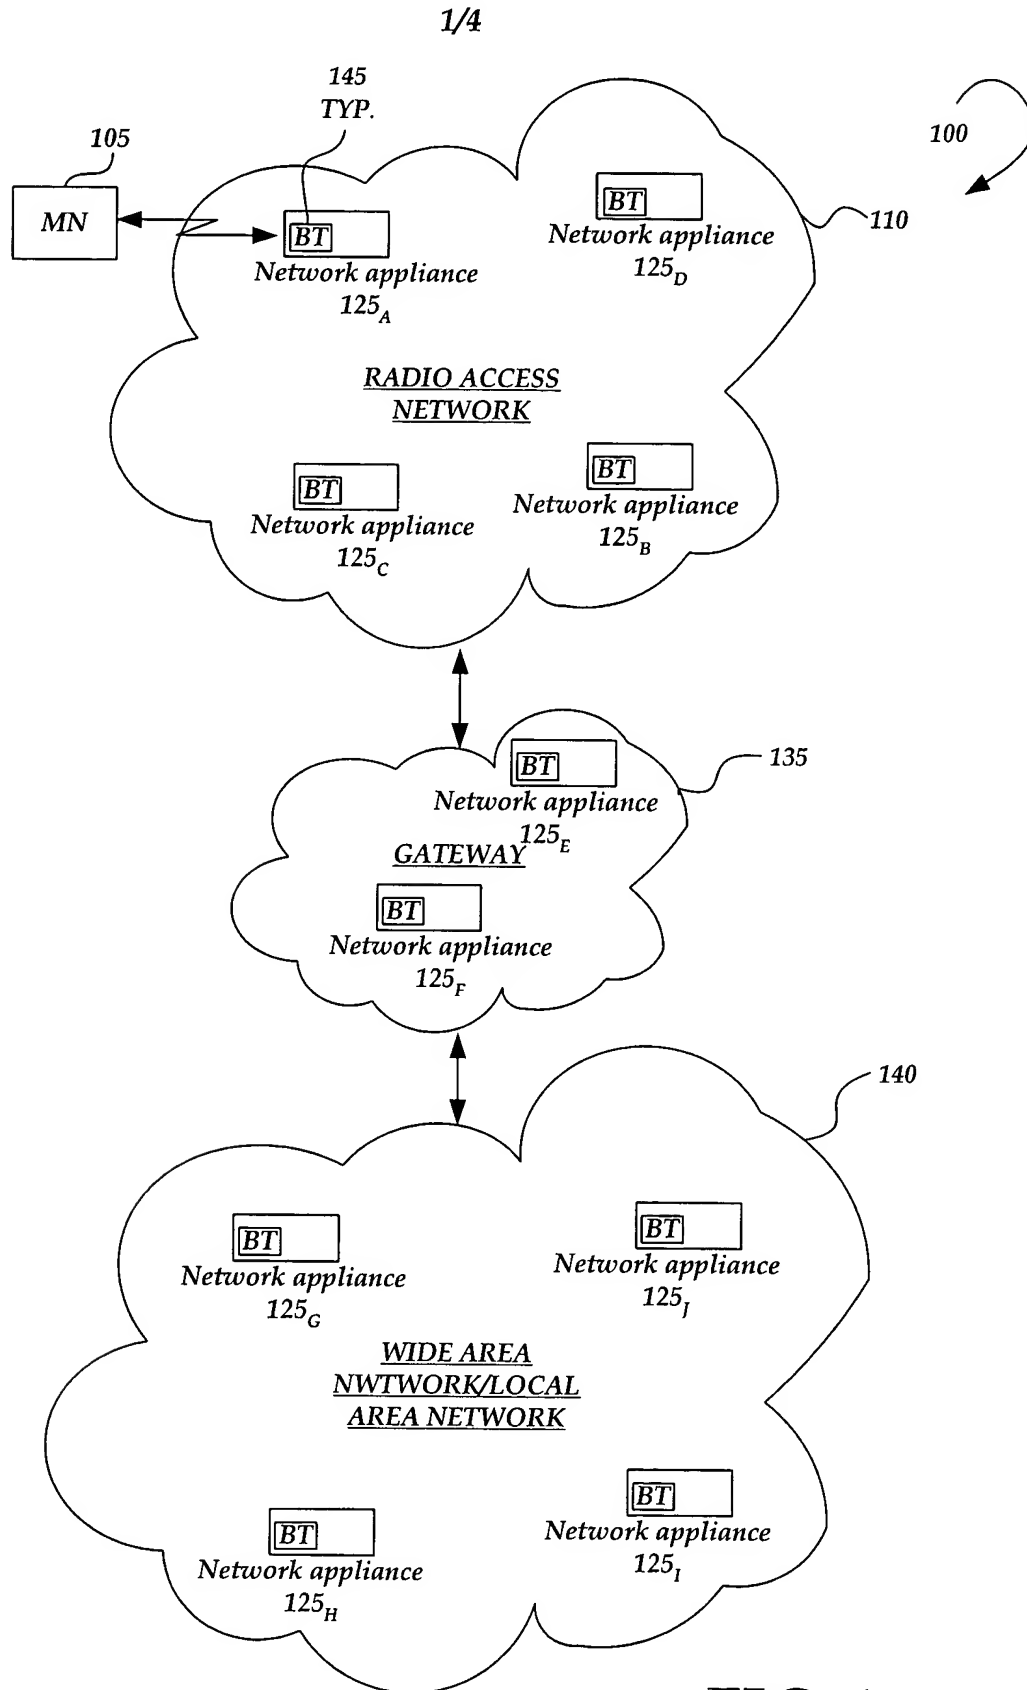 1/4
145
TYP.
105
100
MN
BT
BT
110
Network appliance
125D
Network appliance
125A
RADIO ACCESS
NETWORK
BT
BT
Network appliance
125B
Network appliance
125C
135
BT
Network appliance
125E
GATEWAY
BT
Network appliance
125F
140
BT
BT
Network appliance
125J
Network appliance
125G
WIDE AREA
NWTWORK/LOCAL
AREA NETWORK
BT
BT
Network appliance
125I
Network appliance
125H